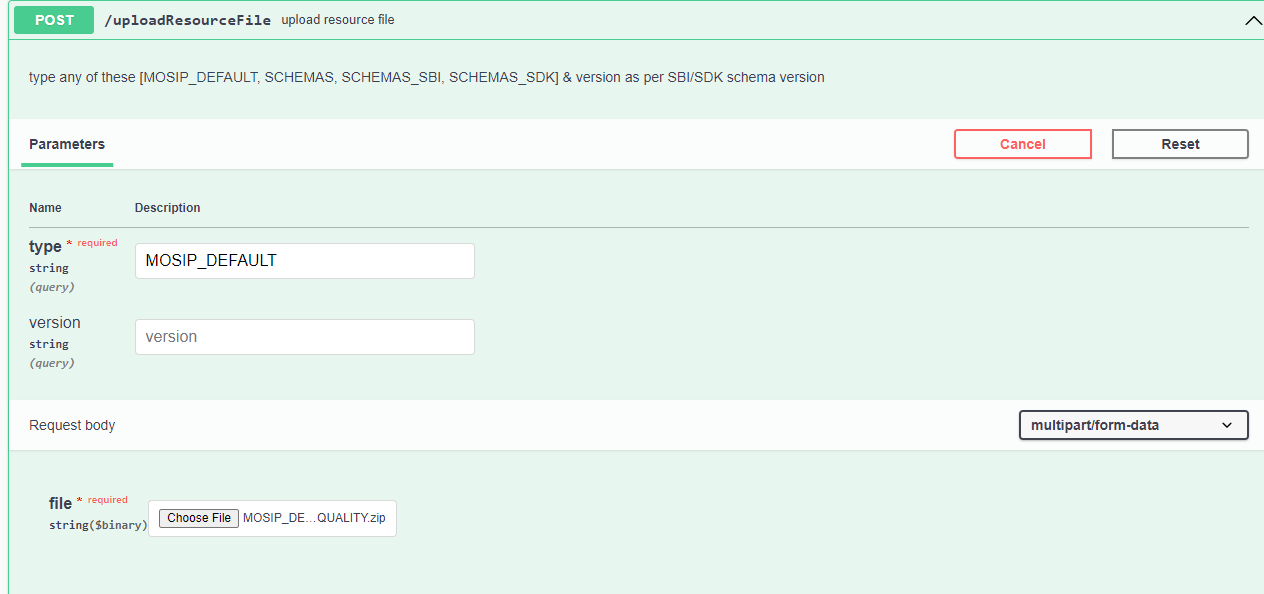 POST /uploadResourceFile upload resource file
type any of these [MOSIP_DEFAULT, SCHEMAS, SCHEMAS_SBI, SCHEMAS_SDK] & version as per SBI/SDK schema version
Parameters Cancel Reset
Name Description
type * required
string
(query)
MOSIP_DEFAULT
version
string
(query)
version
Request body multipart/form-data
file * required
string($binary)
Choose File MOSIP_DE...QUALITY.zip